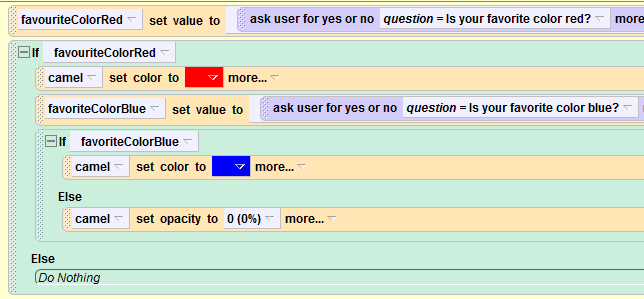 favouriteColorRed set value to ask user for yes or no question = Is your favorite color red? more
If favouriteColorRed
camel set color to more...
favoriteColorBlue set value to ask user for yes or no question = Is your favorite color blue?
If favoriteColorBlue
camel set color to more...
Else
camel set opacity to 0 (0%) more...
Else
Do Nothing